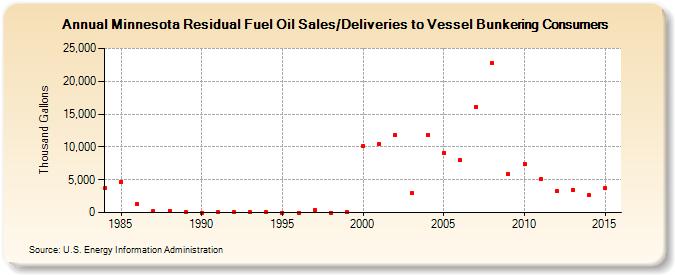 Annual Minnesota Residual Fuel Oil Sales/Deliveries to Vessel Bunkering Consumers
Thousand Gallons
25,000
20,000
15,000
10,000
5,000
0
1985 1990 1995 2000 2005 2010 2015
Source: U.S. Energy Information Administration